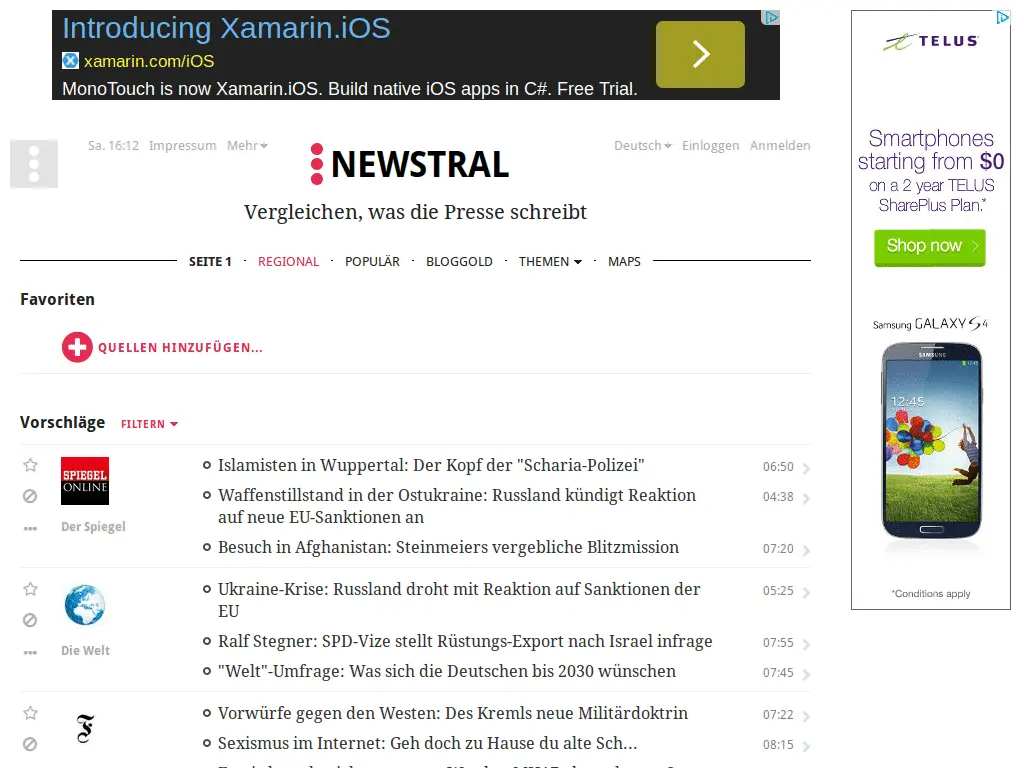 Introducing Xamarin.iOS
xamarin.com/iOS
MonoTouch is now Xamarin.iOS. Build native iOS apps in C#. Free Trial.
TELUS
Smartphones
starting from $0
on a 2 year TELUS
SharePlus Plan.*
Shop now
Samsung GALAXY S4
SAMSUNG
12:45
*Conditions apply
Sa. 16:12 Impressum Mehr
NEWSTRAL
Deutsch Einloggen Anmelden
Vergleichen, was die Presse schreibt
SEITE 1 · REGIONAL · POPULÄR · BLOGGOLD · THEMEN · MAPS
Favoriten
QUELLEN HINZUFÜGEN...
Vorschläge FILTERN
SPIEGEL
ONLINE
Der Spiegel
Islamisten in Wuppertal: Der Kopf der "Scharia-Polizei" 06:50
Waffenstillstand in der Ostukraine: Russland kündigt Reaktion 04:38
auf neue EU-Sanktionen an
Besuch in Afghanistan: Steinmeiers vergebliche Blitzmission 07:20
Die Welt
Ukraine-Krise: Russland droht mit Reaktion auf Sanktionen der 05:25
EU
Ralf Stegner: SPD-Vize stellt Rüstungs-Export nach Israel infrage 07:55
"Welt"-Umfrage: Was sich die Deutschen bis 2030 wünschen 07:45
Vorwürfe gegen den Westen: Des Kremls neue Militärdoktrin 07:22
Sexismus im Internet: Geh doch zu Hause du alte Sch... 08:15